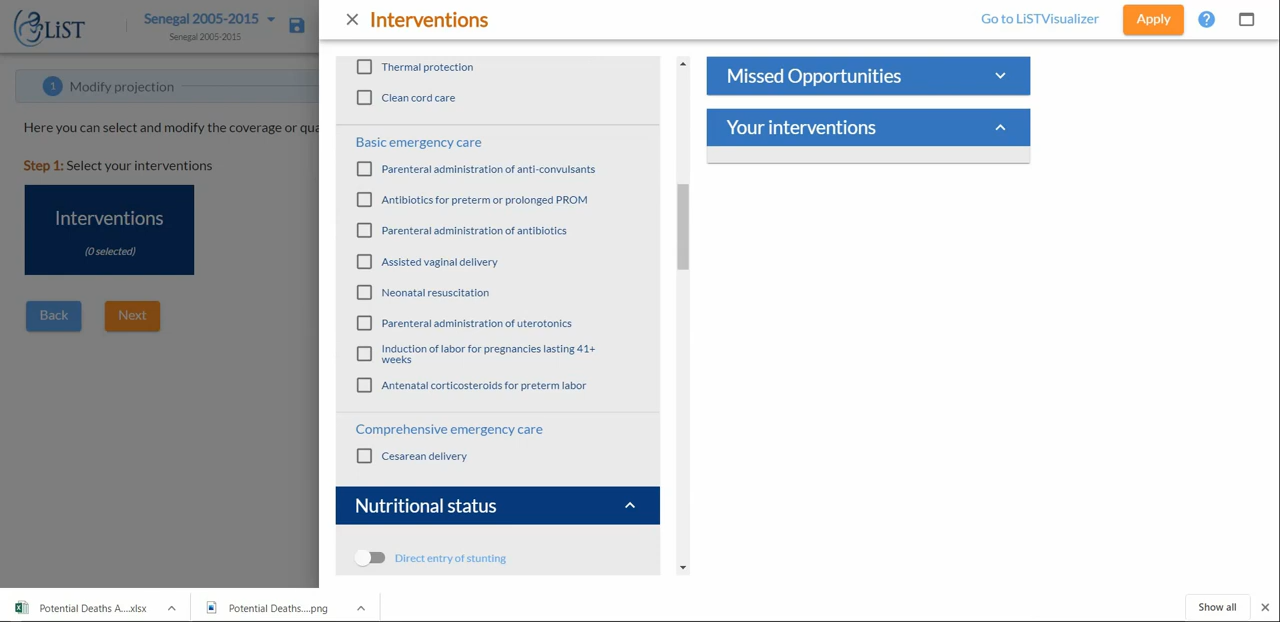 LiST
Senegal 2005-2015
Senegal 2005-2015
Interventions
Go to LiSTVisualizer
Apply
?
1 Modify projection
Here you can select and modify the coverage or qua
Step 1: Select your interventions
Interventions
(0 selected)
Back
Next
Thermal protection
Clean cord care
Basic emergency care
Parenteral administration of anti-convulsants
Antibiotics for preterm or prolonged PROM
Parenteral administration of antibiotics
Assisted vaginal delivery
Neonatal resuscitation
Parenteral administration of uterotonics
Induction of labor for pregnancies lasting 41+
weeks
Antenatal corticosteroids for preterm labor
Comprehensive emergency care
Cesarean delivery
Nutritional status
Direct entry of stunting
Missed Opportunities
Your interventions
Potential Deaths A....xlsx
Potential Deaths....png
Show all